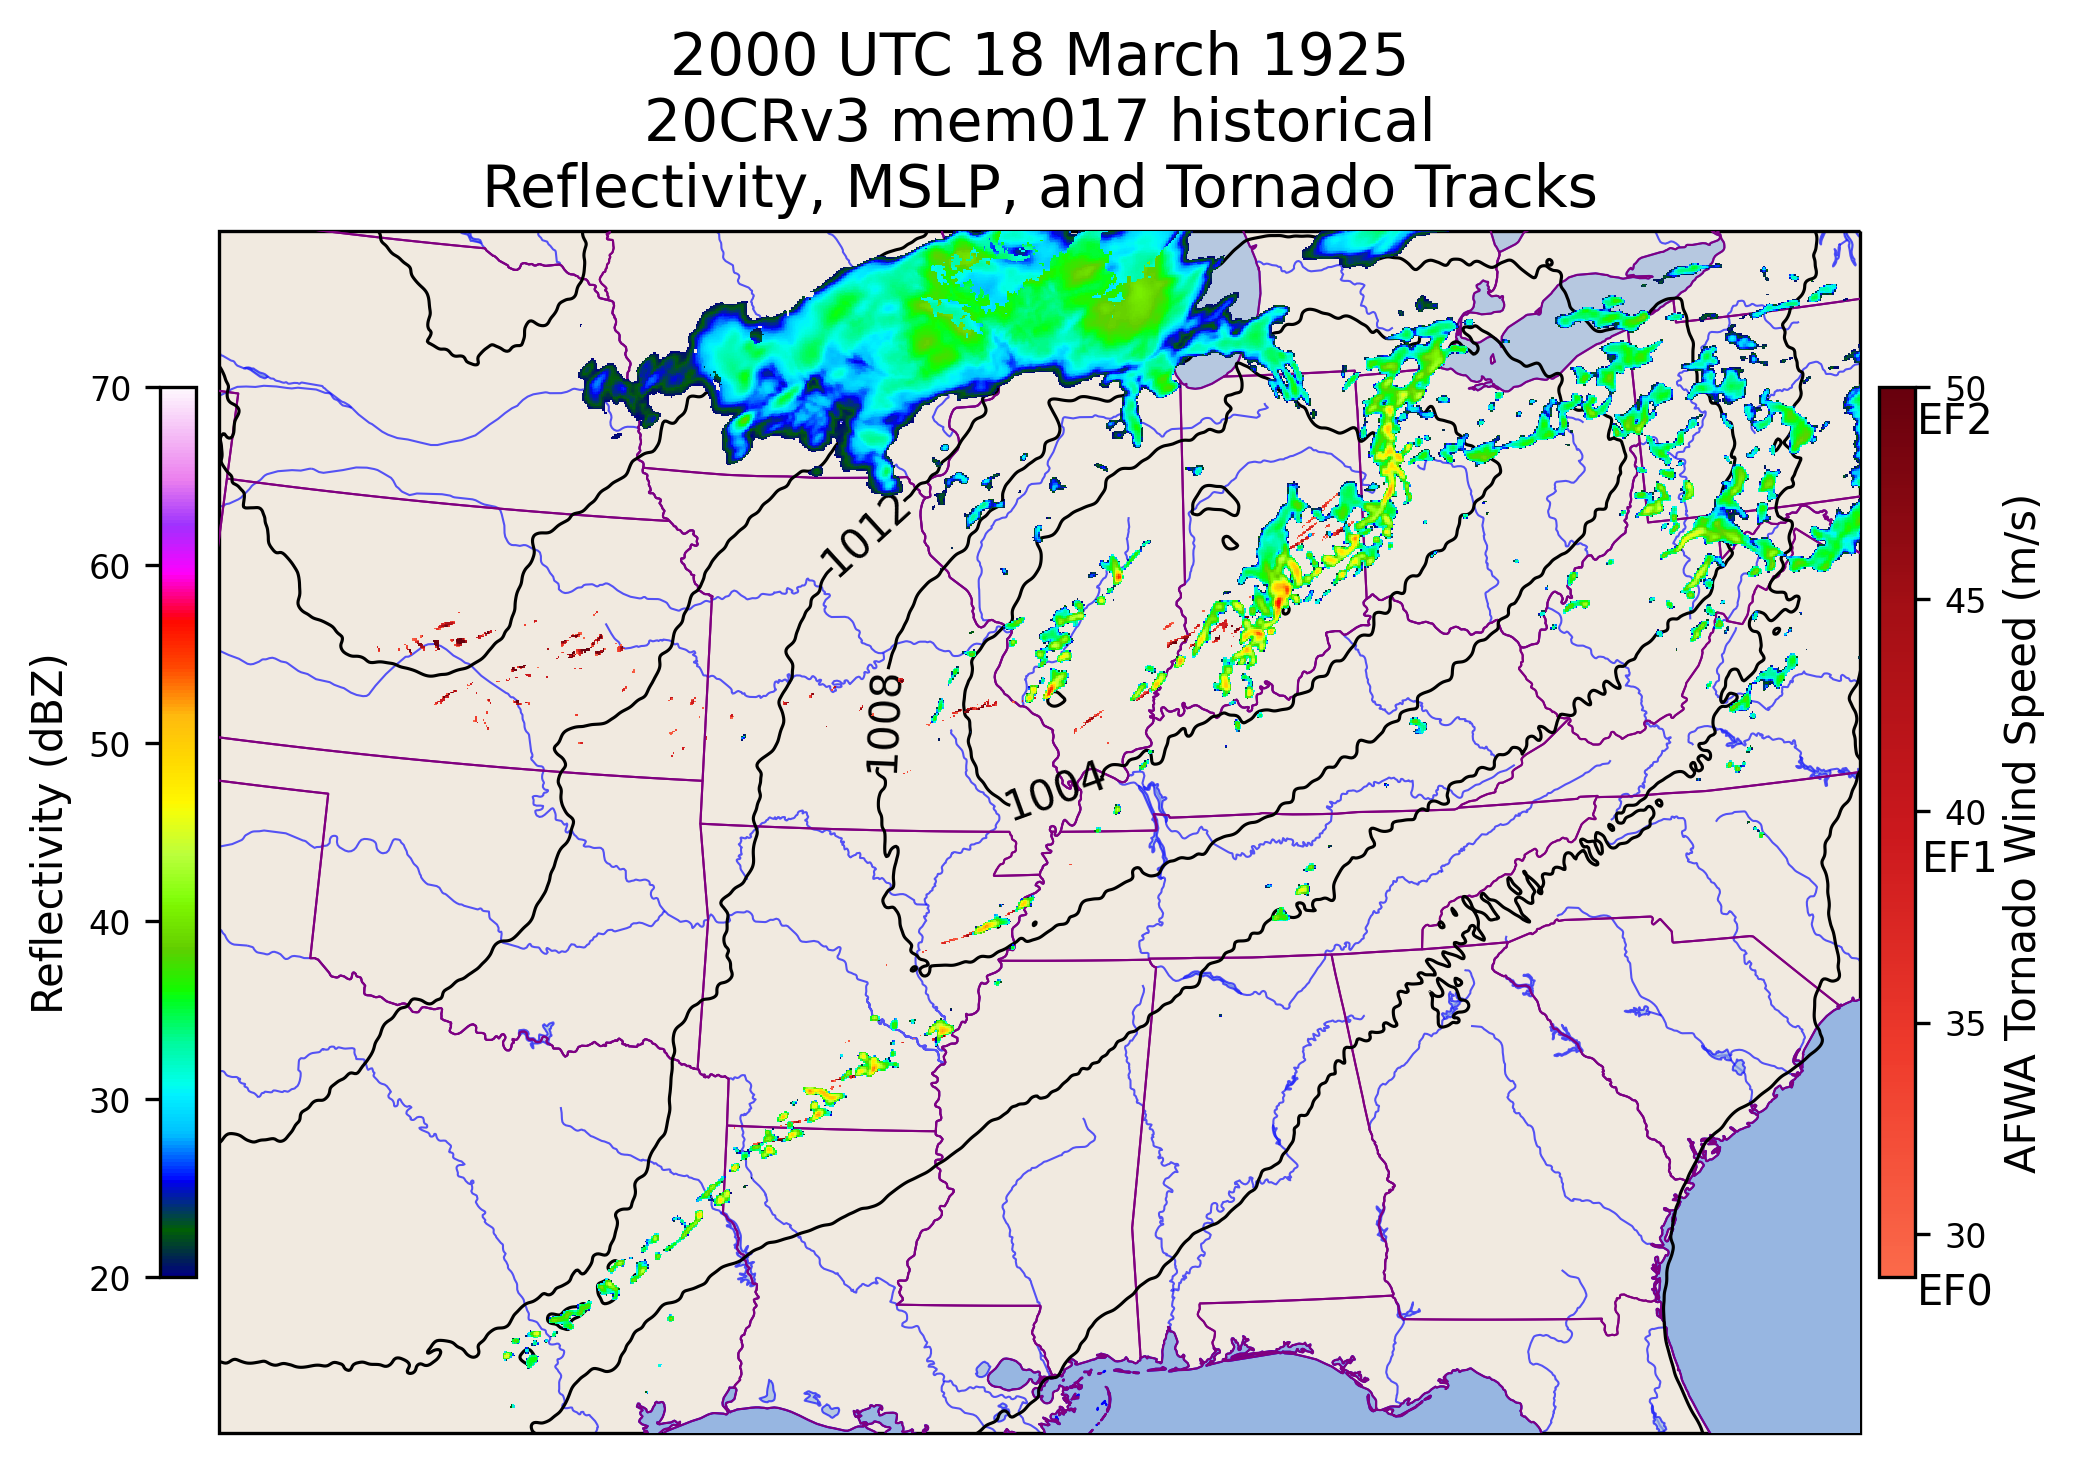 2000 UTC 18 March 1925
20CRv3 mem017 historical
Reflectivity, MSLP, and Tornado Tracks
Reflectivity (dBZ)
70
60
50
40
30
20
1012
1008
1004
50
EF2
45
40
EF1
35
30
EF0
AFWA Tornado Wind Speed (m/s)